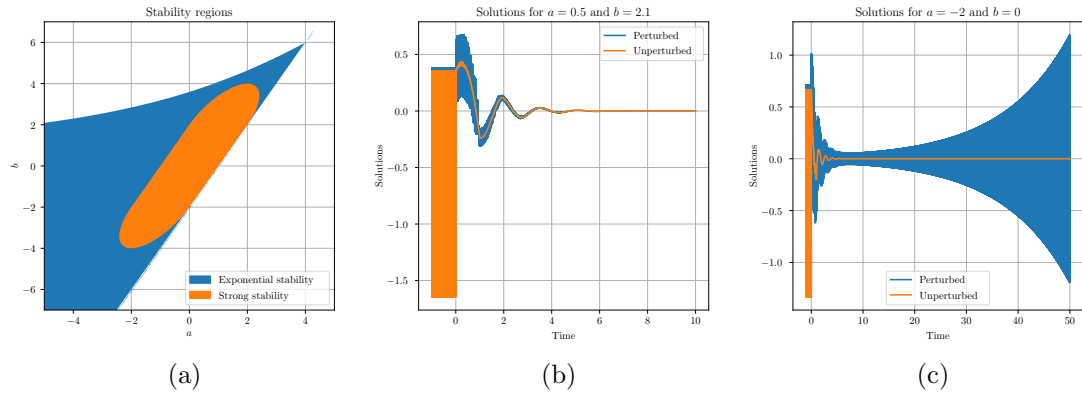 Stability regions
6
4
2
0
−2
−4
−6
b
−4
−2
0
2
4
a
Exponential stability
Strong stability
(a)
Solutions for a = 0.5 and b = 2.1
0.5
0.0
−0.5
−1.0
−1.5
Solutions
0
2
4
6
8
10
Time
Perturbed
Unperturbed
(b)
Solutions for a = −2 and b = 0
1.0
0.5
0.0
−0.5
−1.0
Solutions
0
10
20
30
40
50
Time
Perturbed
Unperturbed
(c)